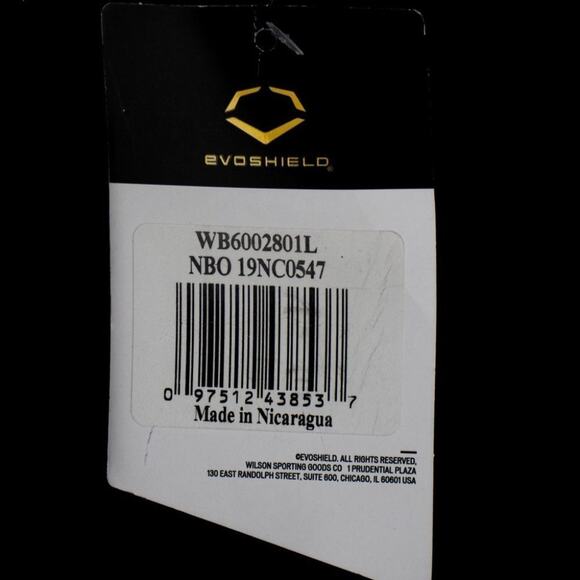 evoSHIELD®
WB6002801L
NBO 19NC0547
0 97512 43853 7
Made in Nicaragua
©EVOSHIELD. ALL RIGHTS RESERVED,
WILSON SPORTING GOODS CO 1 PRUDENTIAL PLAZA
130 EAST RANDOLPH STREET, SUITE 600, CHICAGO, IL 60601 USA